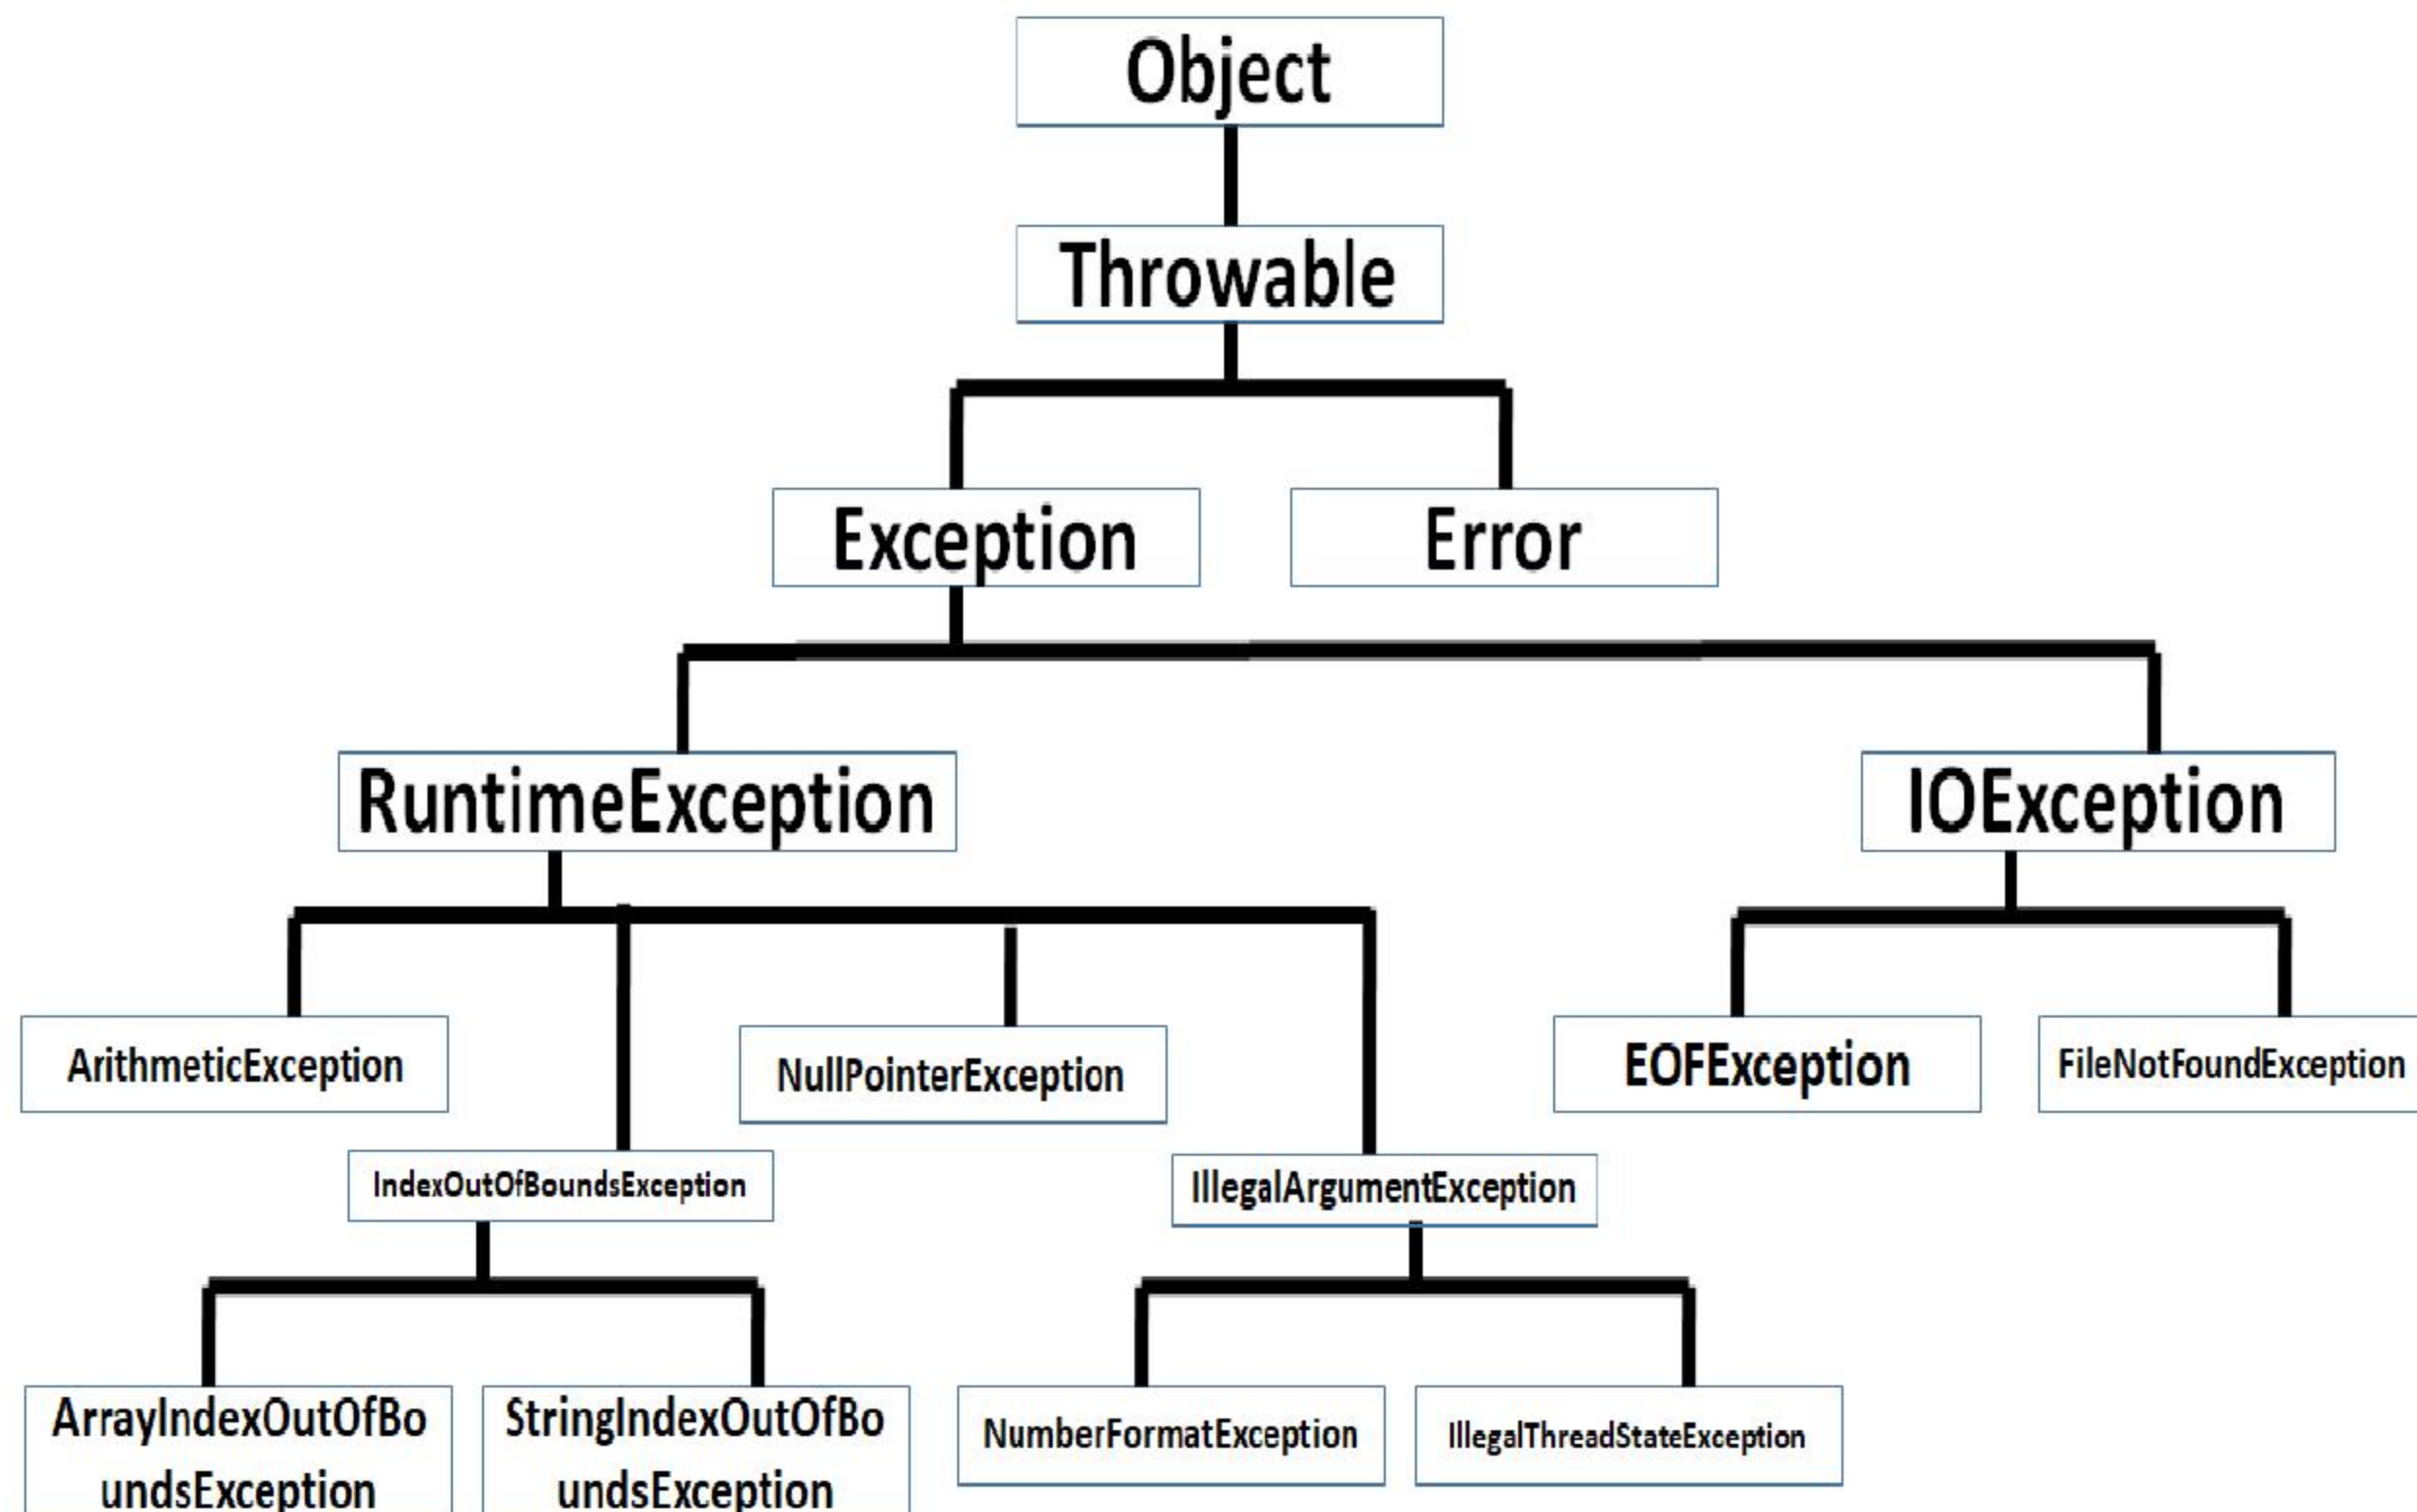 Object
Throwable
Exception
Error
RuntimeException
IOException
ArithmeticException
NullPointerException
EOFException
FileNotFoundException
IndexOutOfBoundsException
IllegalArgumentException
ArrayIndexOutOfBo
undsException
StringIndexOutOfBo
undsException
NumberFormatException
IllegalThreadStateException